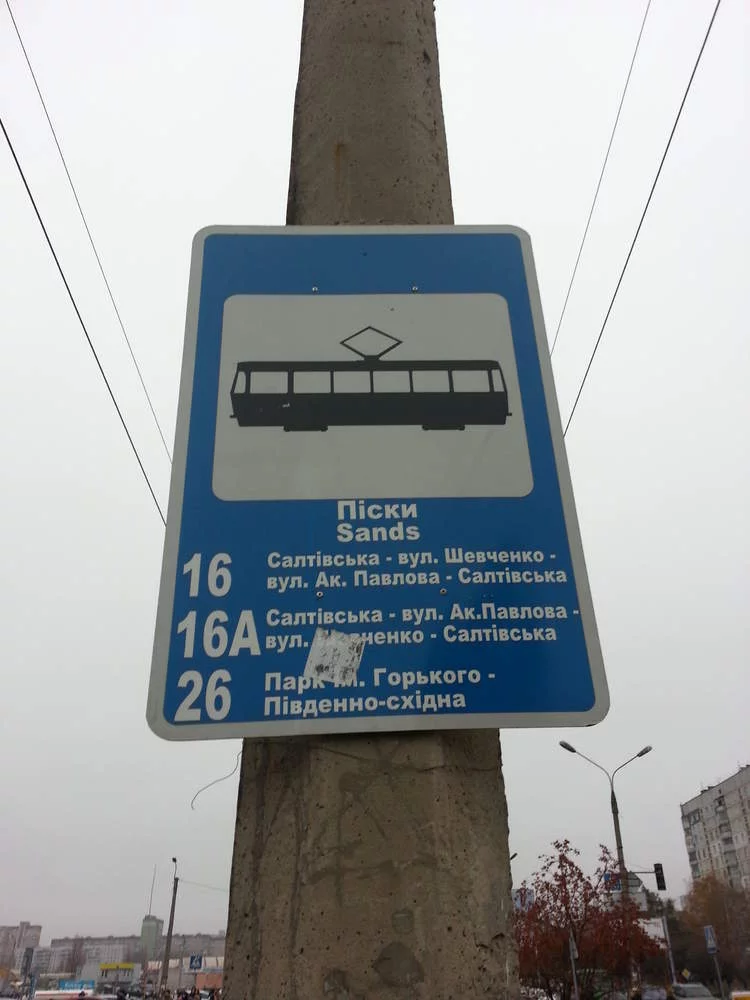 Піски
Sands
16 Салтівська - вул. Шевченко -
вул. Ак. Павлова - Салтівська
16А Салтівська - вул. Ак.Павлова -
вул. - Салтівська
26 Парк Горького -
Південно-східна